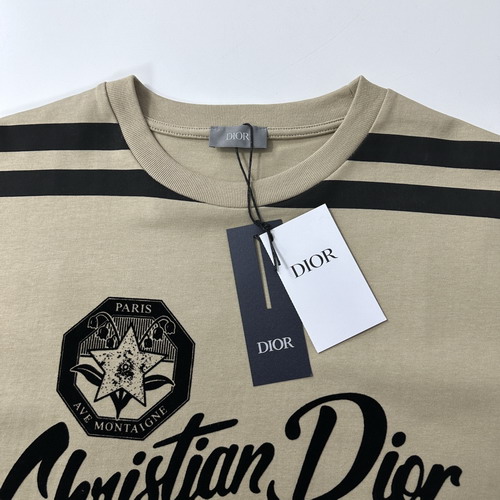 DIOR
DIOR
DIOR
PARIS
AVE MONTAIGNE
Christian Dior